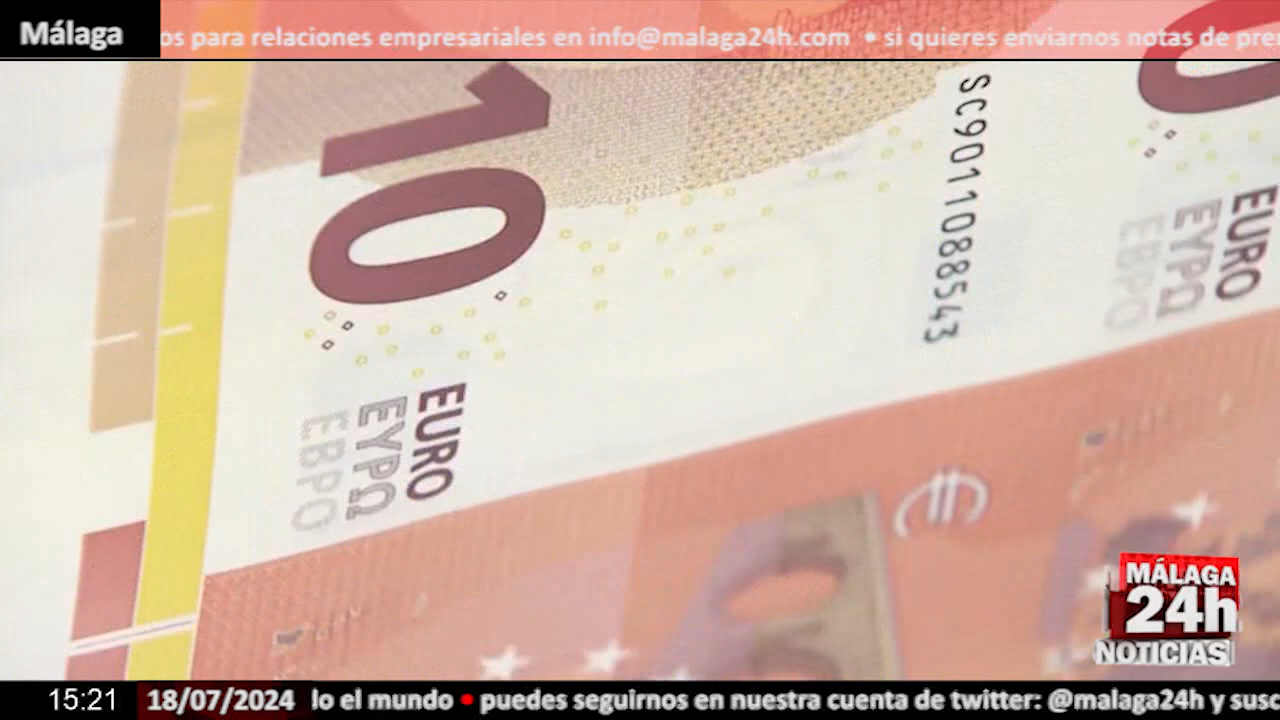 Málaga
os para relaciones empresariales en info@malaga24h.com • si quieres enviarnos notas de pren
10
SC9011088543
EURO
ΕΥΡΩ
ЕВРО
EURO
ΕΥΡΩ
ЕВРО
€
MÁLAGA
24h
NOTICIAS
15:21
18/07/2024
do el mundo • puedes seguirnos en nuestra cuenta de twitter: @malaga24h y susc